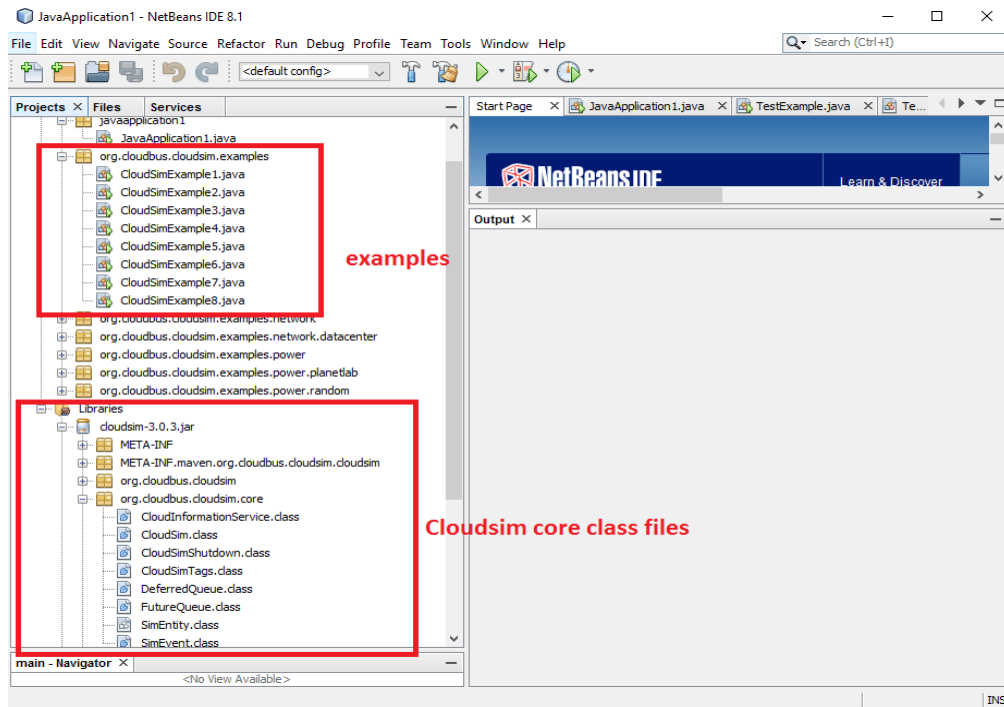 JavaApplication1 - NetBeans IDE 8.1
File Edit View Navigate Source Refactor Run Debug Profile Team Tools Window Help
Search (Ctrl+I)
<default config>
Projects Files Services
Start Page JavaApplication1.java TestExample.java Te...
javaapplication1
JavaApplication1.java
org.cloudbus.cloudsim.examples
CloudSimExample1.java
CloudSimExample2.java
CloudSimExample3.java
CloudSimExample4.java
CloudSimExample5.java
CloudSimExample6.java
CloudSimExample7.java
CloudSimExample8.java
examples
NetBeans IDE
Learn & Discover
Output
org.cloudbus.cloudsim.examples.network
org.cloudbus.cloudsim.examples.network.datacenter
org.cloudbus.cloudsim.examples.power
org.cloudbus.cloudsim.examples.power.planetlab
org.cloudbus.cloudsim.examples.power.random
Libraries
cloudsim-3.0.3.jar
META-INF
META-INF.maven.org.cloudbus.cloudsim.cloudsim
org.cloudbus.cloudsim
org.cloudbus.cloudsim.core
CloudInformationService.class
CloudSim.class
CloudSimShutdown.class
CloudSimTags.class
DeferredQueue.class
FutureQueue.class
SimEntity.class
SimEvent.class
Cloudsim core class files
main - Navigator
<No View Available>
INS